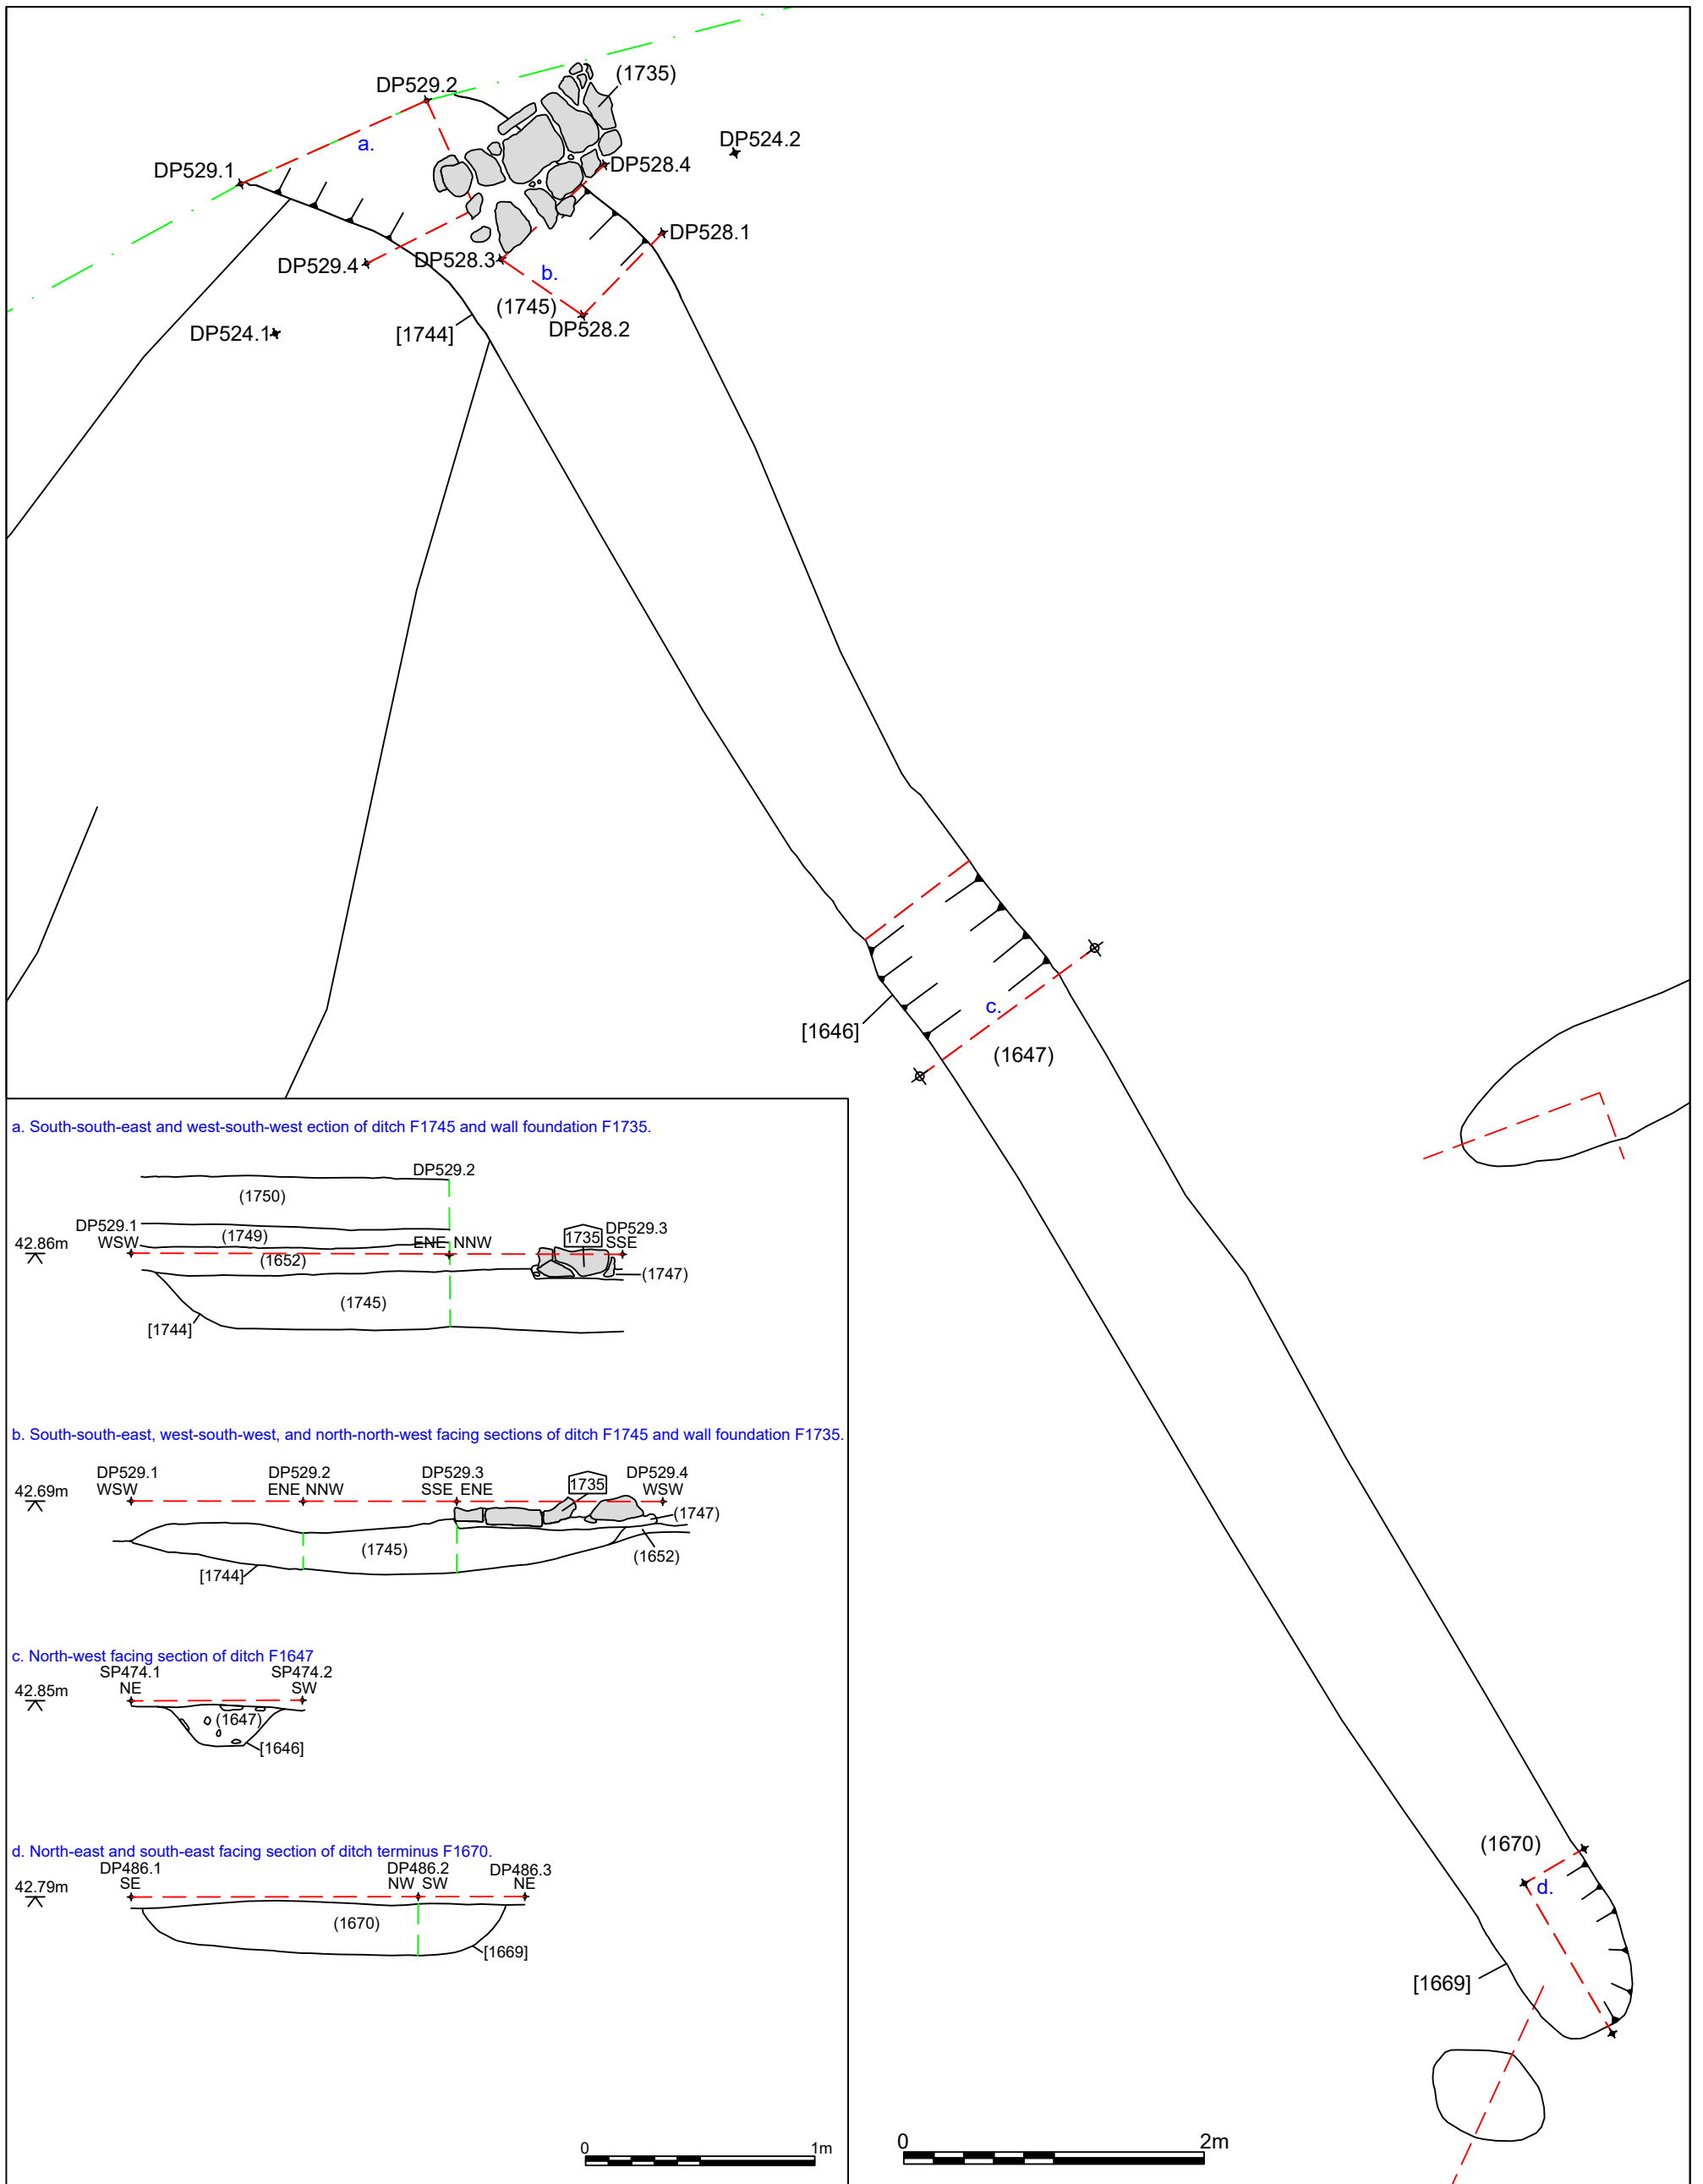 (1735)
DP529.2
DP524.2
a.
DP529.1
DP528.4
DP528.1
DP529.4
DP528.3
b.
(1745)
DP524.1
[1744]
DP528.2
c.
[1646]
(1647)
a. South-south-east and west-south-west ection of ditch F1745 and wall foundation F1735.
DP529.2
(1750)
DP529.1
WSW
(1749)
DP529.3
SSE
1735
42.86m
ENE NNW
(1652)
(1747)
(1745)
[1744]
b. South-south-east, west-south-west, and north-north-west facing sections of ditch F1745 and wall foundation F1735.
DP529.1
WSW
DP529.2
ENE NNW
DP529.3
SSE ENE
1735
DP529.4
WSW
42.69m
(1747)
(1745)
(1652)
[1744]
c. North-west facing section of ditch F1647
SP474.1
NE
SP474.2
SW
42.85m
(1647)
[1646]
d. North-east and south-east facing section of ditch terminus F1670.
DP486.1
SE
DP486.2
NW SW
DP486.3
NE
42.79m
(1670)
[1669]
(1670)
d.
[1669]
0 1m
0 2m